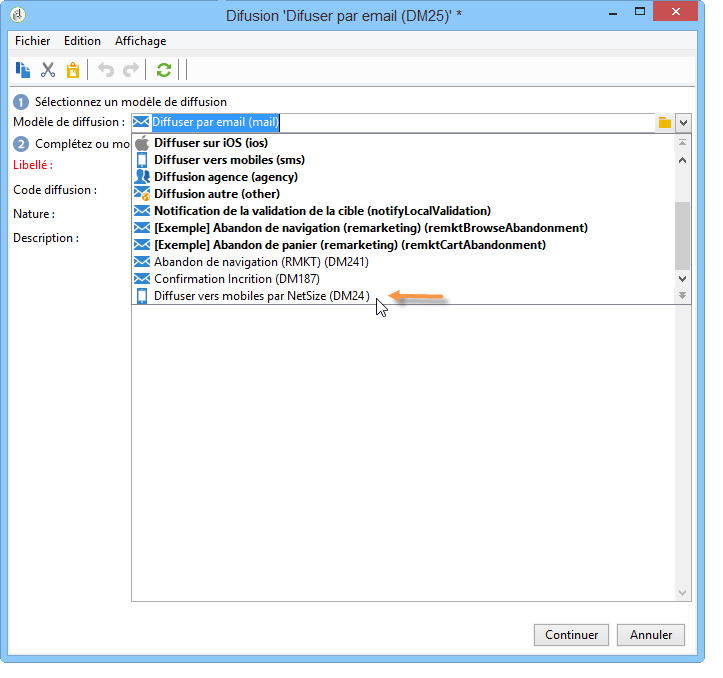 Difusion 'Difuser par email (DM25)' *
Fichier Edition Affichage
1 Sélectionnez un modèle de diffusion
Modèle de diffusion : Diffuser par email (mail)
2 Complétez ou mo
Libellé :
Code diffusion :
Nature :
Description :
Diffuser sur iOS (ios)
Diffuser vers mobiles (sms)
Diffusion agence (agency)
Diffusion autre (other)
Notification de la validation de la cible (notifyLocalValidation)
[Exemple] Abandon de navigation (remarketing) (remktBrowseAbandonment)
[Exemple] Abandon de panier (remarketing) (remktCartAbandonment)
Abandon de navigation (RMKT) (DM241)
Confirmation Incrition (DM187)
Diffuser vers mobiles par NetSize (DM24 )
Continuer Annuler